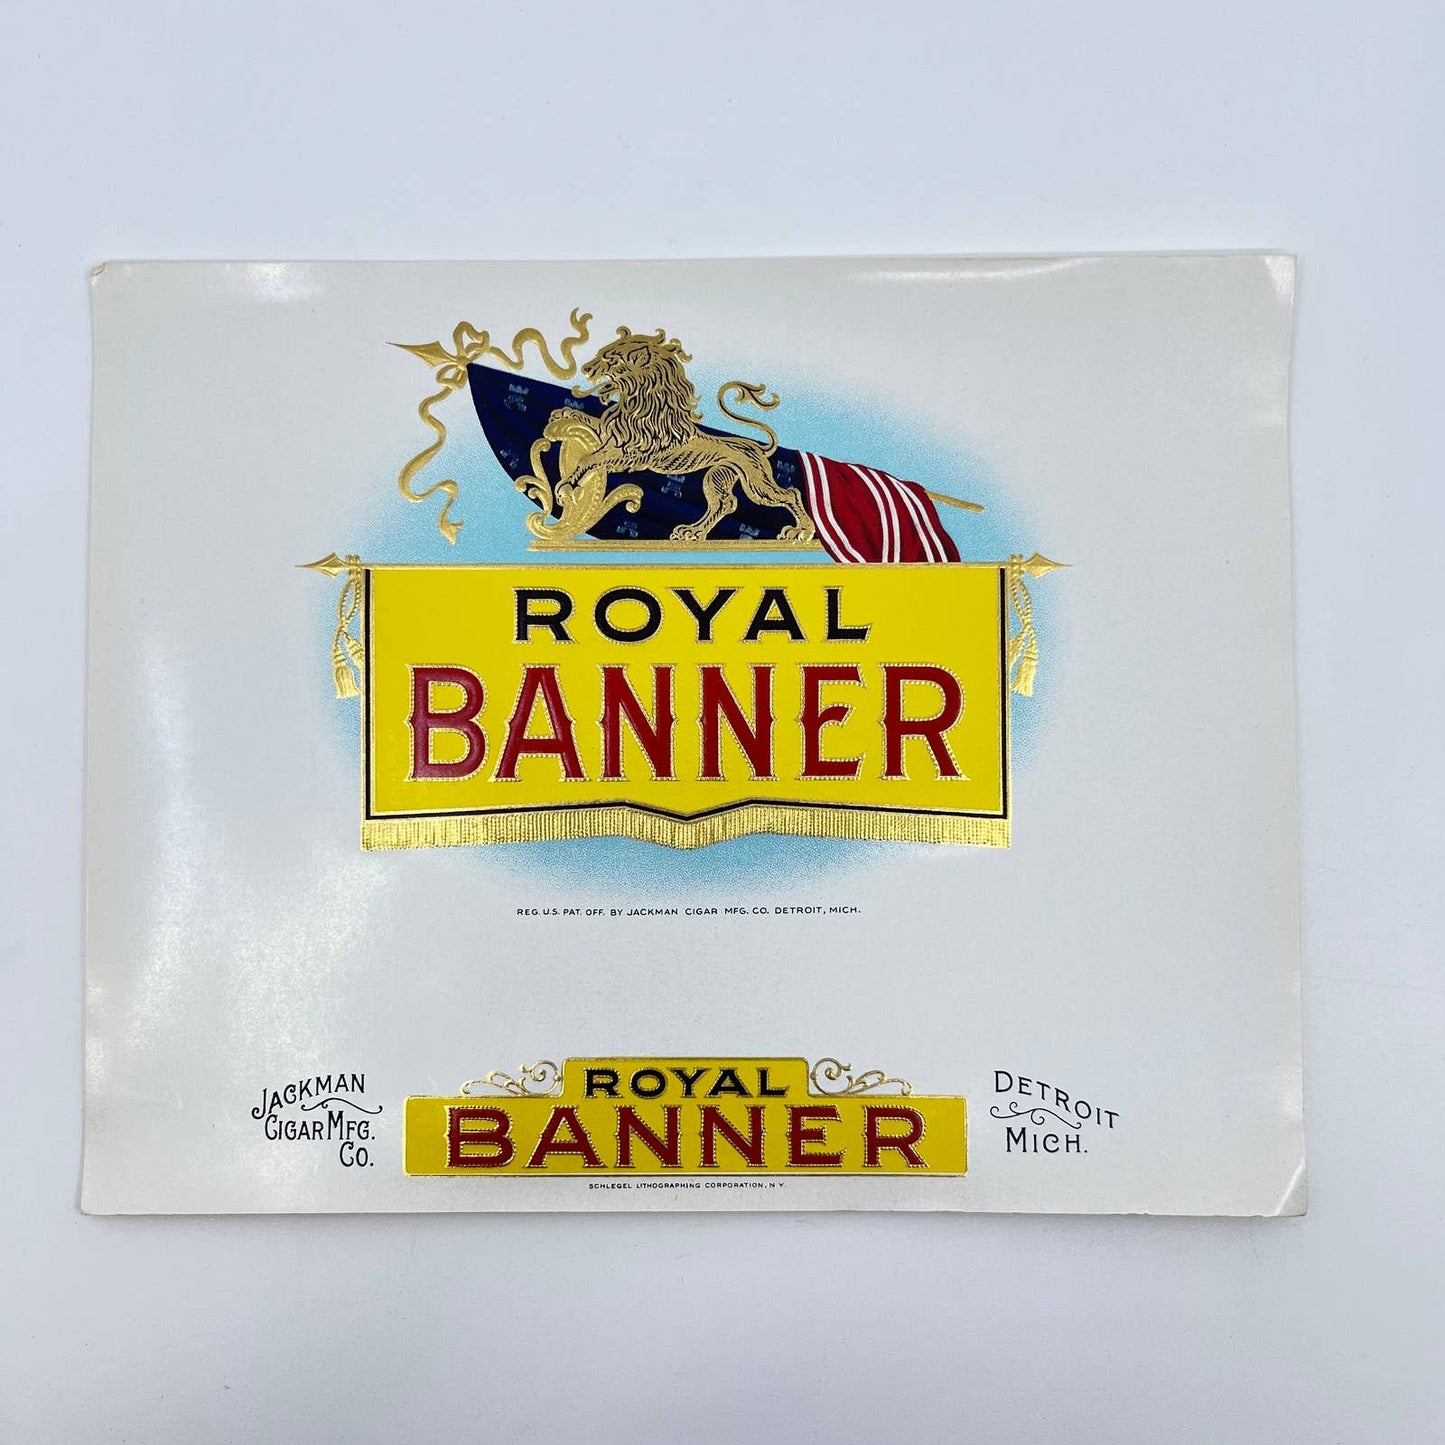 ROYAL
BANNER
REG. U.S. PAT. OFF. BY JACKMAN CIGAR MFG. CO. DETROIT, MICH.
JACKMAN
CIGAR MFG.
CO.
ROYAL
BANNER
DETROIT
MICH.
SCHLEGEL LITHOGRAPHING CORPORATION, N.Y.